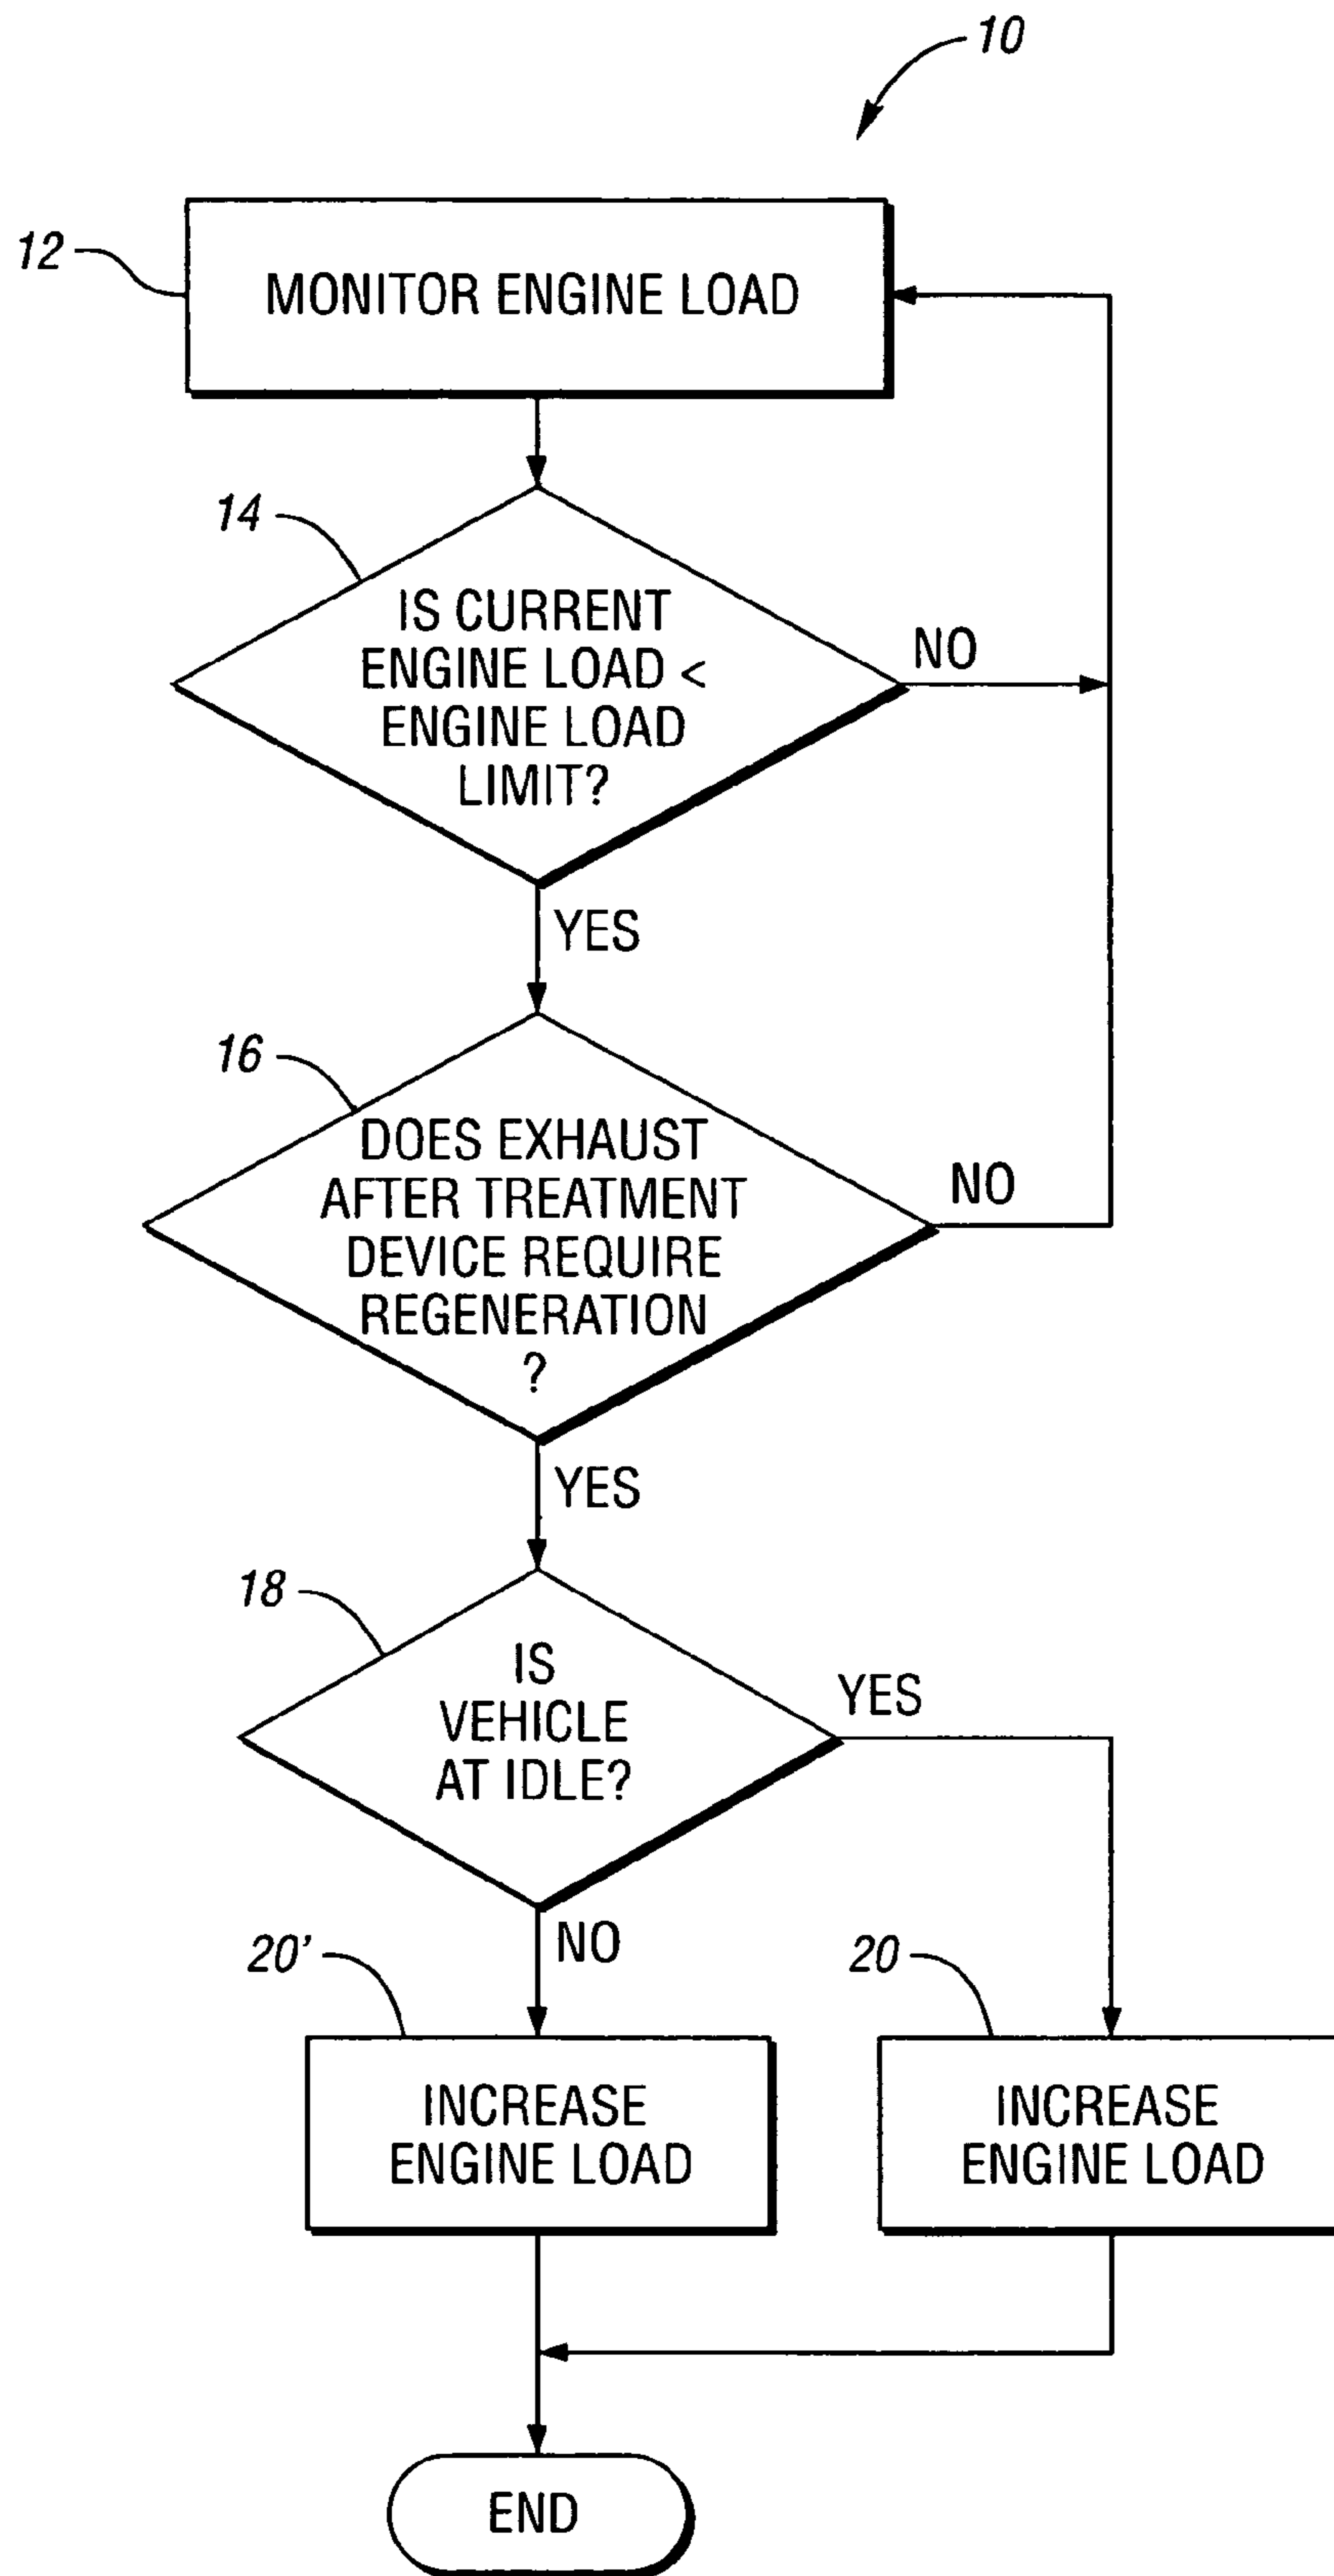 10
12
MONITOR ENGINE LOAD
14
IS CURRENT
ENGINE LOAD <
ENGINE LOAD
LIMIT?
NO
YES
16
DOES EXHAUST
AFTER TREATMENT
DEVICE REQUIRE
REGENERATION
?
NO
YES
18
IS
VEHICLE
AT IDLE?
YES
NO
20'
INCREASE
ENGINE LOAD
20
INCREASE
ENGINE LOAD
END